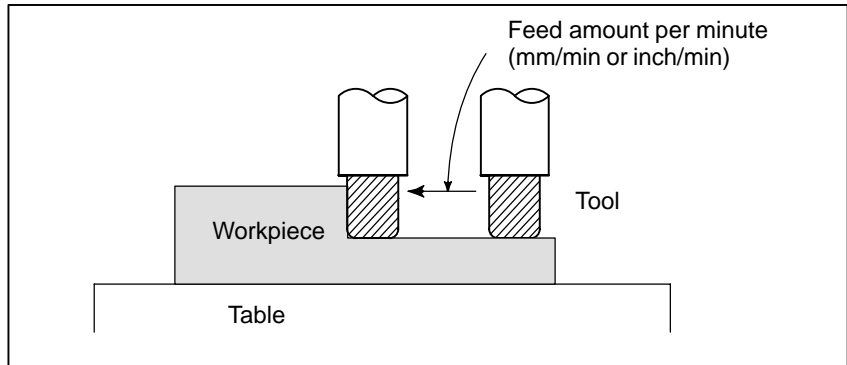 Feed amount per minute
(mm/min or inch/min)
Tool
Workpiece
Table